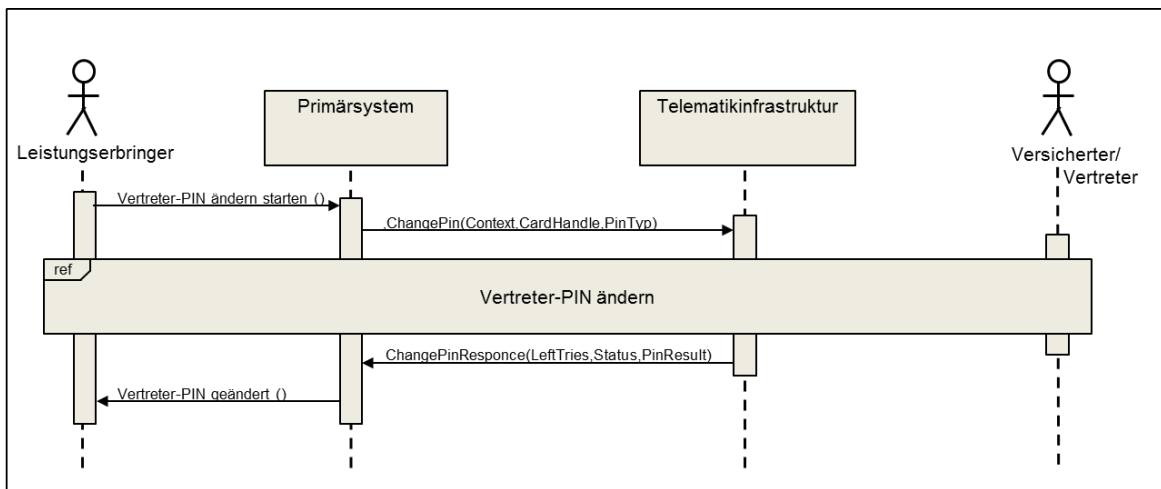 Primärsystem
Telematikinfrastruktur
Leistungserbringer
Versicherter/
Vertreter
Vertreter-PIN ändern starten ()
,ChangePin(Context,CardHandle,PinTyp)
ref
Vertreter-PIN ändern
ChangePinResponce(LeftTries,Status,PinResult)
Vertreter-PIN geändert ()